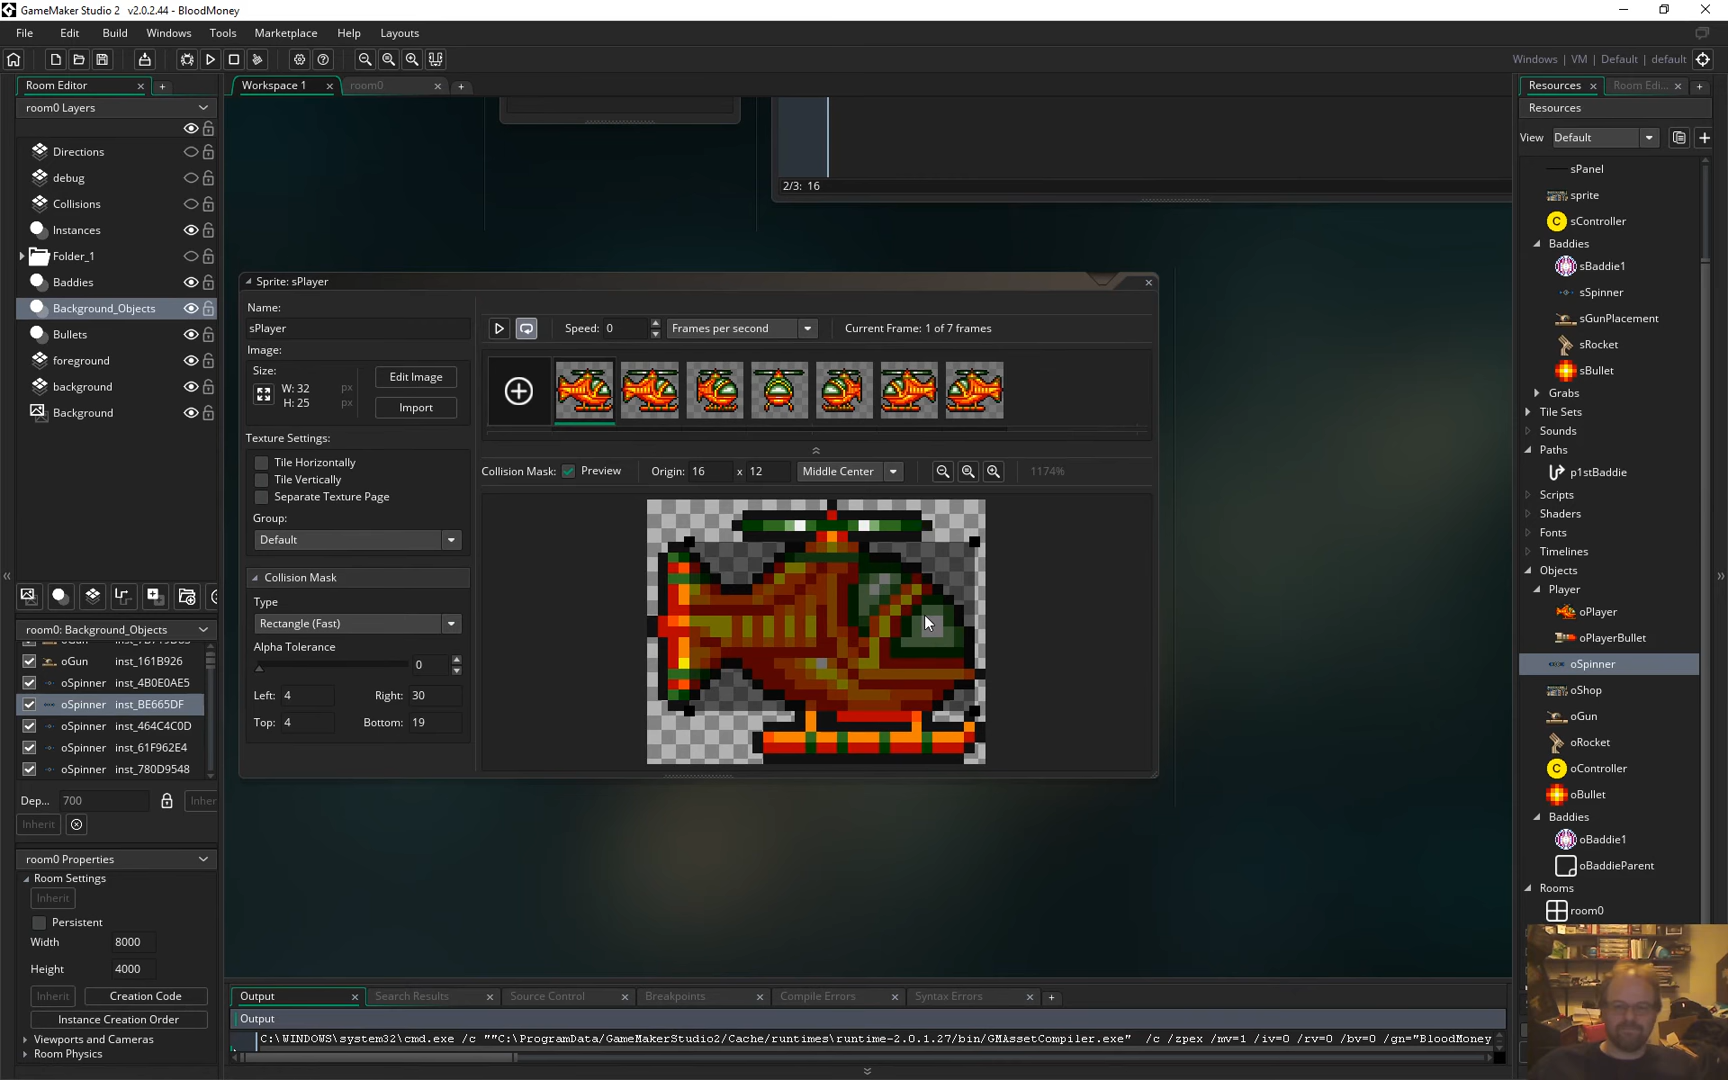 GameMaker Studio 2 v2.0.2.44 - BloodMoney
File Edit Build Windows Tools Marketplace Help Layouts
Windows | VM | Default | default
Room Editor
room0 Layers
Directions
debug
Collisions
Instances
Folder_1
Baddies
Background_Objects
Bullets
foreground
background
Background
room0: Background_Objects
oGun inst_161B926
oSpinner inst_4B0E0AE5
oSpinner inst_BE665DF
oSpinner inst_464C4C0D
oSpinner inst_61F962E4
oSpinner inst_780D9548
Dep... 700 Inher
Inherit
room0 Properties
Room Settings
Inherit
Persistent
Width 8000
Height 4000
Inherit Creation Code
Instance Creation Order
Viewports and Cameras
Room Physics
Workspace 1 room0
2/3: 16
Sprite: sPlayer
Name:
sPlayer
Image:
Size:
W: 32 px
H: 25 px
Edit Image
Import
Texture Settings:
Tile Horizontally
Tile Vertically
Separate Texture Page
Group:
Default
Collision Mask
Type
Rectangle (Fast)
Alpha Tolerance
0
Left: 4 Right: 30
Top: 4 Bottom: 19
Speed: 0 Frames per second Current Frame: 1 of 7 frames
Collision Mask: Preview Origin: 16 x 12 Middle Center 1174%
Output Search Results Source Control Breakpoints Compile Errors Syntax Errors
Output
C:\WINDOWS\system32\cmd.exe /c ""C:\ProgramData/GameMakerStudio2/Cache/runtimes\runtime-2.0.1.27/bin/GMAssetCompiler.exe" /c /zpex /mv=1 /iv=0 /rv=0 /bv=0 /gn="BloodMoney
Resources Room Edi...
Resources
View Default
sPanel
sprite
sController
Baddies
sBaddie1
sSpinner
sGunPlacement
sRocket
sBullet
Grabs
Tile Sets
Sounds
Paths
p1stBaddie
Scripts
Shaders
Fonts
Timelines
Objects
Player
oPlayer
oPlayerBullet
oSpinner
oShop
oGun
oRocket
oController
oBullet
Baddies
oBaddie1
oBaddieParent
Rooms
room0